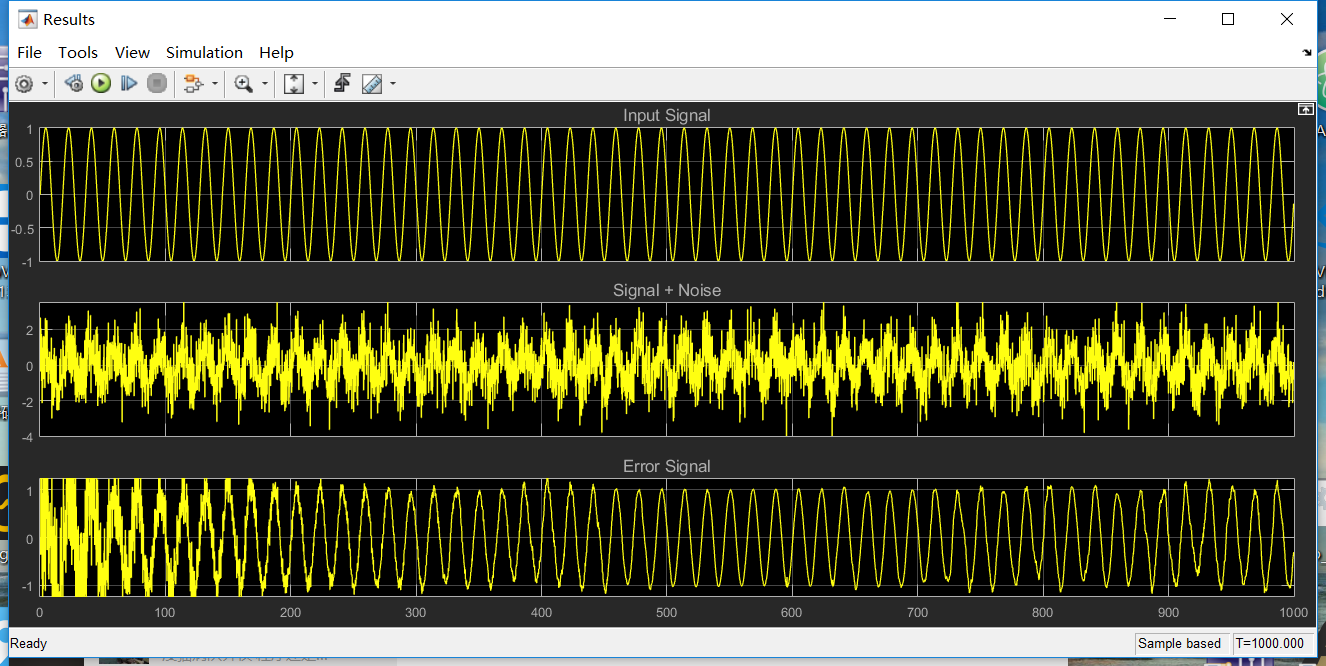 Results
File Tools View Simulation Help
Input Signal
1
0.5
0
-0.5
-1
Signal + Noise
2
0
-2
-4
Error Signal
1
0
-1
0 100 200 300 400 500 600 700 800 900 1000
Ready
Sample based
T=1000.000